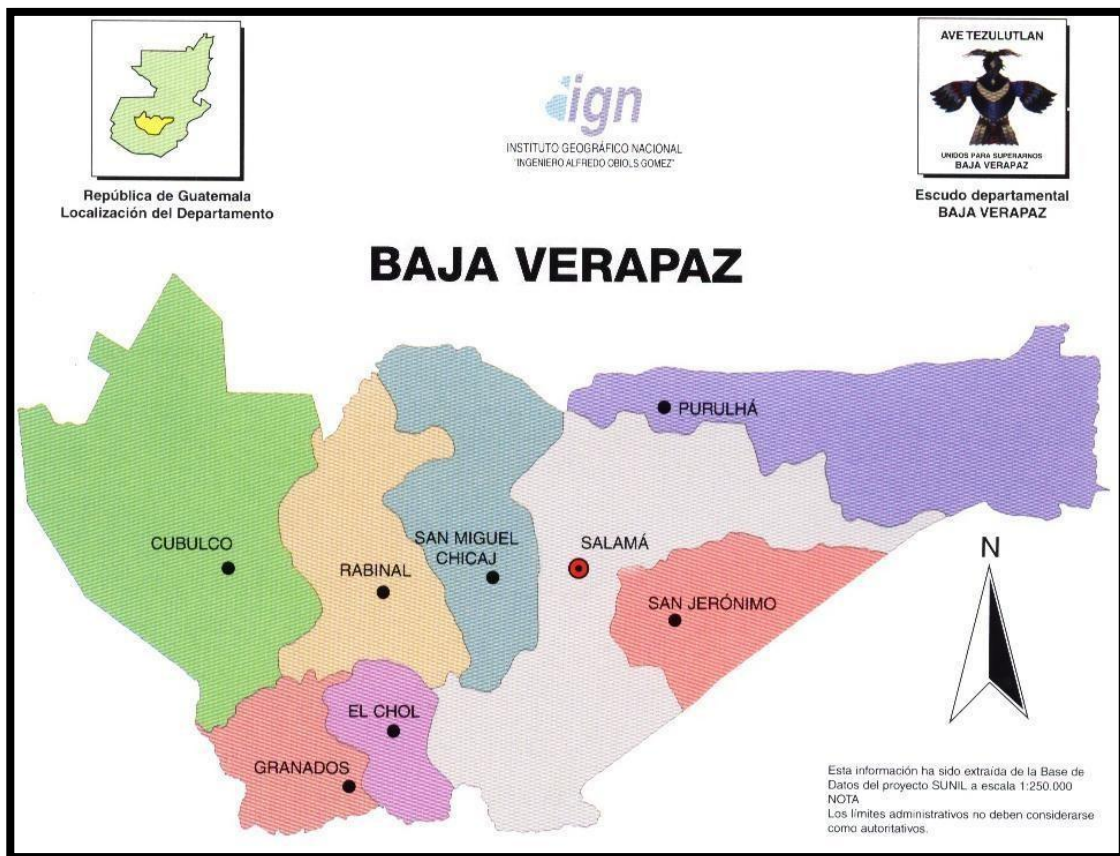 República de Guatemala
Localización del Departamento
ign
INSTITUTO GEOGRÁFICO NACIONAL
"INGENIERO ALFREDO OBIOLS GOMEZ"
AVE TEZULUTLAN
UNIDOS PARA SUPERARNOS
BAJA VERAPAZ
Escudo departamental
BAJA VERAPAZ
BAJA VERAPAZ
PURULHÁ
CUBULCO
RABINAL
SAN MIGUEL
CHICAJ
SALAMÁ
SAN JERÓNIMO
EL CHOL
GRANADOS
N
Esta información ha sido extraída de la Base de
Datos del proyecto SUNIL a escala 1:250.000
NOTA
Los límites administrativos no deben considerarse
como autoritativos.